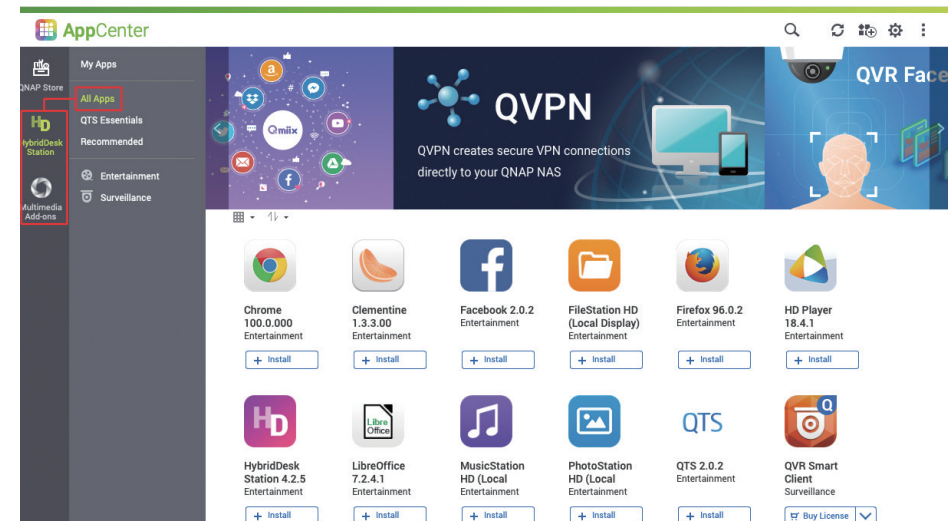 AppCenter
QNAP Store
HD
HybridDesk
Station
Multimedia
Add-ons
My Apps
All Apps
QTS Essentials
Recommended
Entertainment
Surveillance
Qmiix
QVPN
QVPN creates secure VPN connections
directly to your QNAP NAS
QVR Face
Chrome
100.0.000
Entertainment
+ Install
Clementine
1.3.3.00
Entertainment
+ Install
Facebook 2.0.2
Entertainment
+ Install
FileStation HD
(Local Display)
Entertainment
+ Install
Firefox 96.0.2
Entertainment
+ Install
HD Player
18.4.1
Entertainment
+ Install
HD
HybridDesk
Station 4.2.5
Entertainment
+ Install
Libre
Office
LibreOffice
7.2.4.1
Entertainment
+ Install
MusicStation
HD (Local
Entertainment
+ Install
PhotoStation
HD (Local
Entertainment
+ Install
QTS
QTS 2.0.2
Entertainment
+ Install
Q
QVR Smart
Client
Surveillance
Buy License